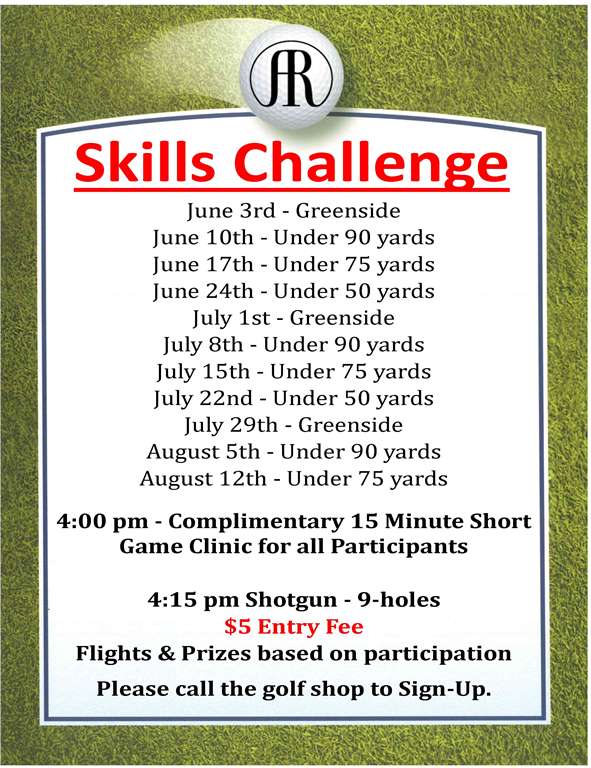 AR
Skills Challenge
June 3rd - Greenside
June 10th - Under 90 yards
June 17th - Under 75 yards
June 24th - Under 50 yards
July 1st - Greenside
July 8th - Under 90 yards
July 15th - Under 75 yards
July 22nd - Under 50 yards
July 29th - Greenside
August 5th - Under 90 yards
August 12th - Under 75 yards
4:00 pm - Complimentary 15 Minute Short
Game Clinic for all Participants
4:15 pm Shotgun - 9-holes
$5 Entry Fee
Flights & Prizes based on participation
Please call the golf shop to Sign-Up.